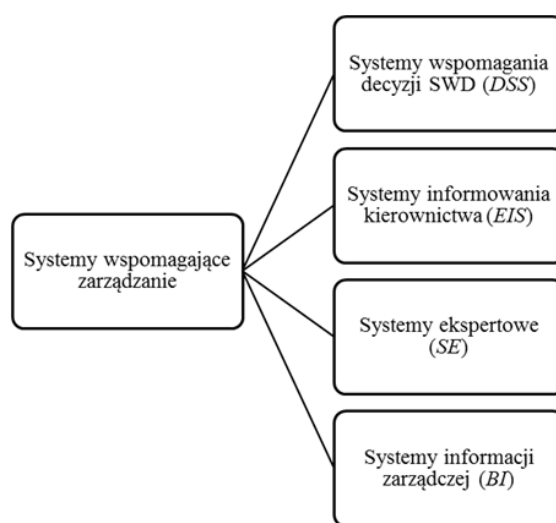 Systemy wspomagające
zarządzanie
Systemy wspomagania
decyzji SWD (DSS)
Systemy informowania
kierownictwa (EIS)
Systemy ekspertowe
(SE)
Systemy informacji
zarządczej (BI)